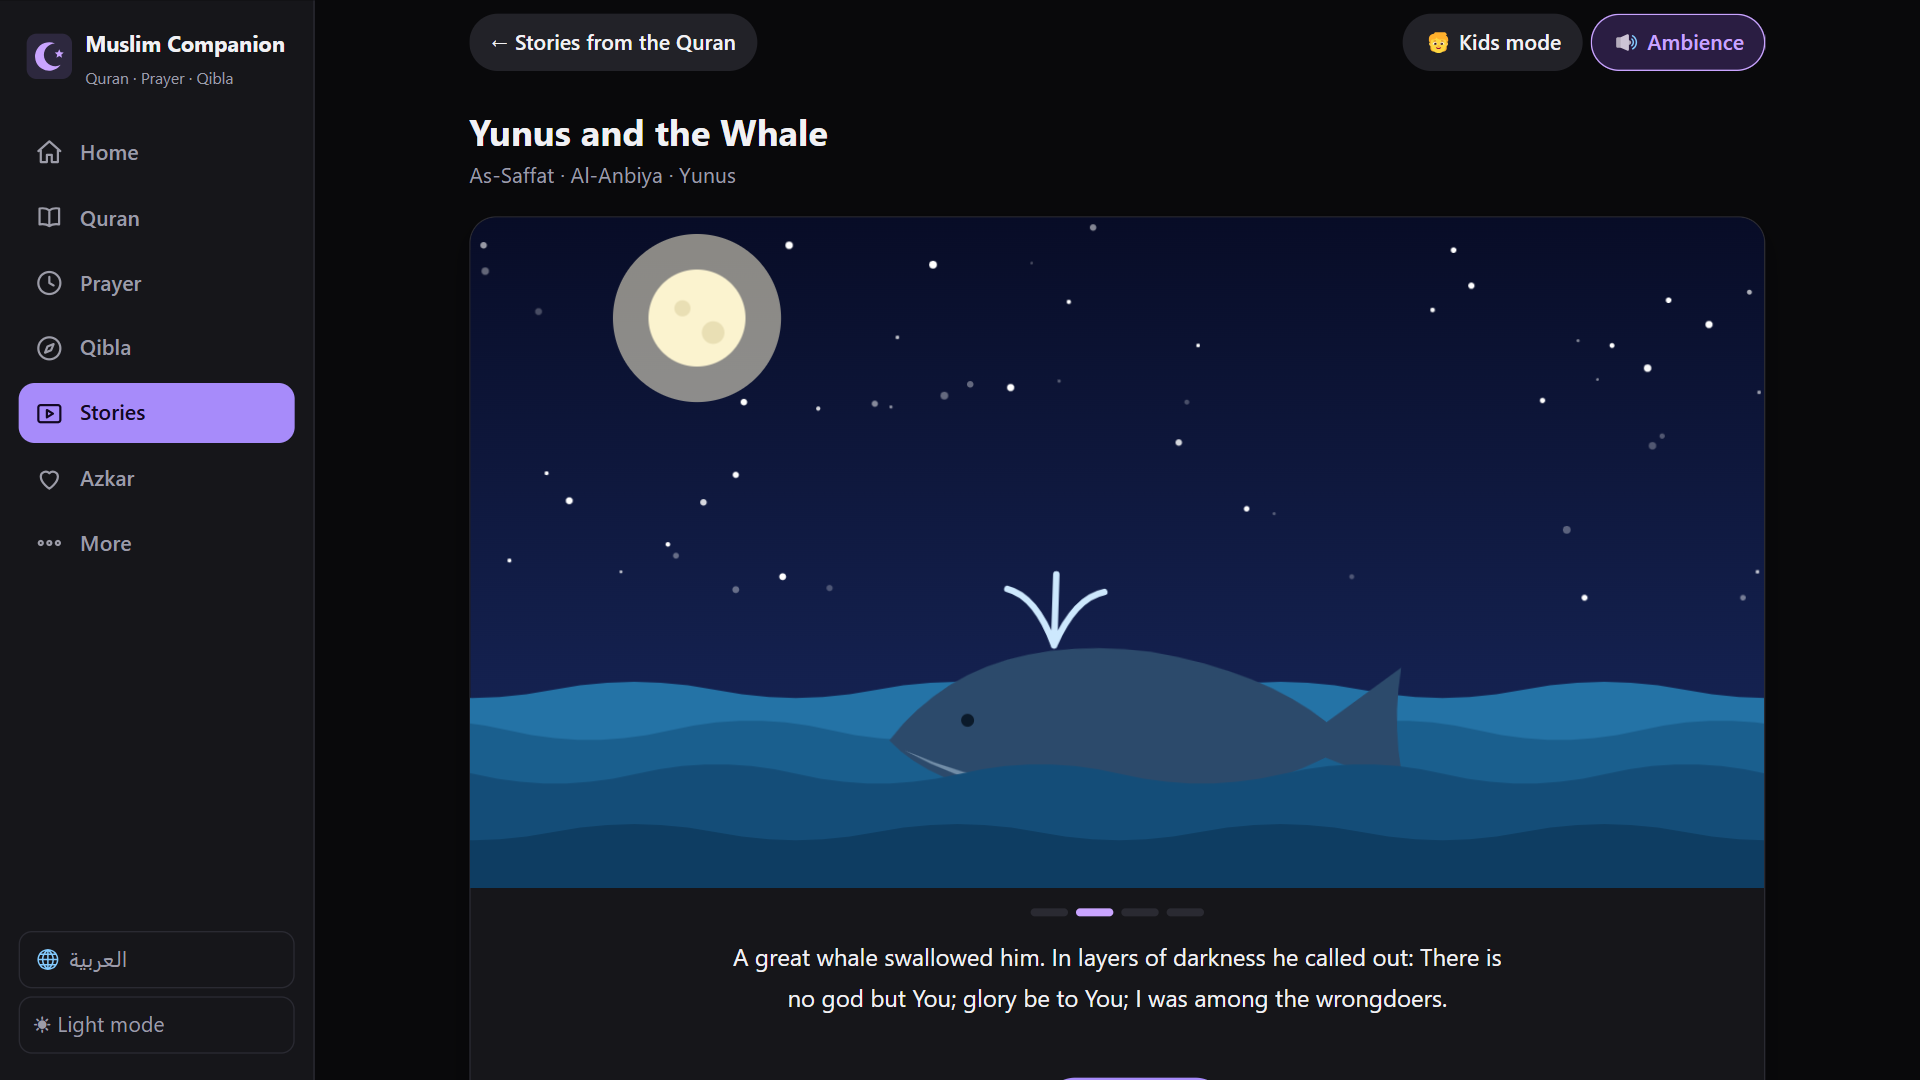 Muslim Companion
Quran · Prayer · Qibla
Home
Quran
Prayer
Qibla
Stories
Azkar
More
العربية
Light mode
← Stories from the Quran
Kids mode
Ambience
Yunus and the Whale
As-Saffat · Al-Anbiya · Yunus
A great whale swallowed him. In layers of darkness he called out: There is
no god but You; glory be to You; I was among the wrongdoers.